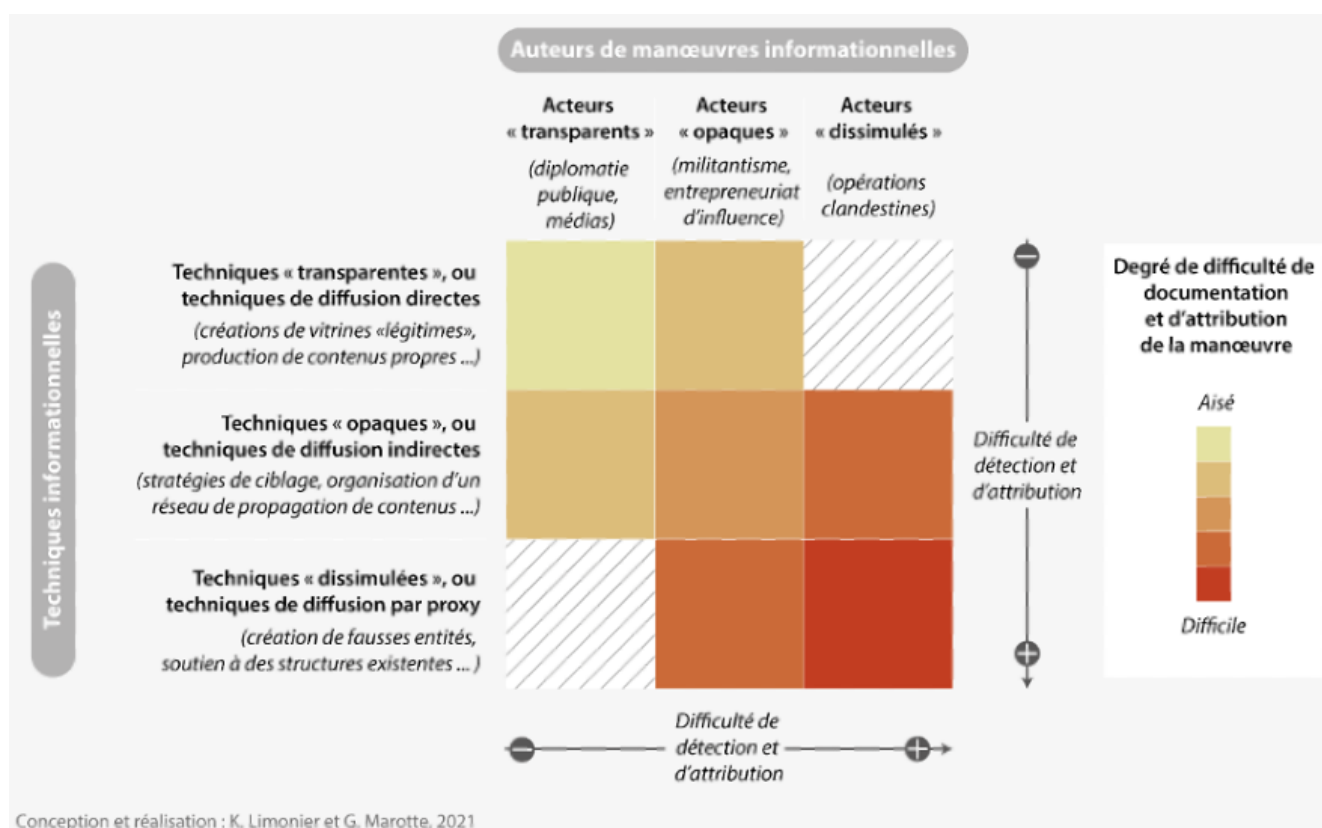 Auteurs de manœuvres informationnelles
Acteurs
« transparents »
(diplomatie
publique,
médias)
Acteurs
« opaques »
(militantisme,
entrepreneuriat
d'influence)
Acteurs
« dissimulés »
(opérations
clandestines)
Techniques informationnelles
Techniques « transparentes », ou
techniques de diffusion directes
(créations de vitrines «légitimes»,
production de contenus propres ...)
Techniques « opaques », ou
techniques de diffusion indirectes
(stratégies de ciblage, organisation d'un
réseau de propagation de contenus ...)
Techniques « dissimulées », ou
techniques de diffusion par proxy
(création de fausses entités,
soutien à des structures existentes ... )
−
Difficulté de
détection et
d'attribution
+
−
Difficulté de
détection et
d'attribution
+
Degré de difficulté de
documentation
et d'attribution
de la manœuvre
Aisé
Difficile
Conception et réalisation : K. Limonier et G. Marotte, 2021